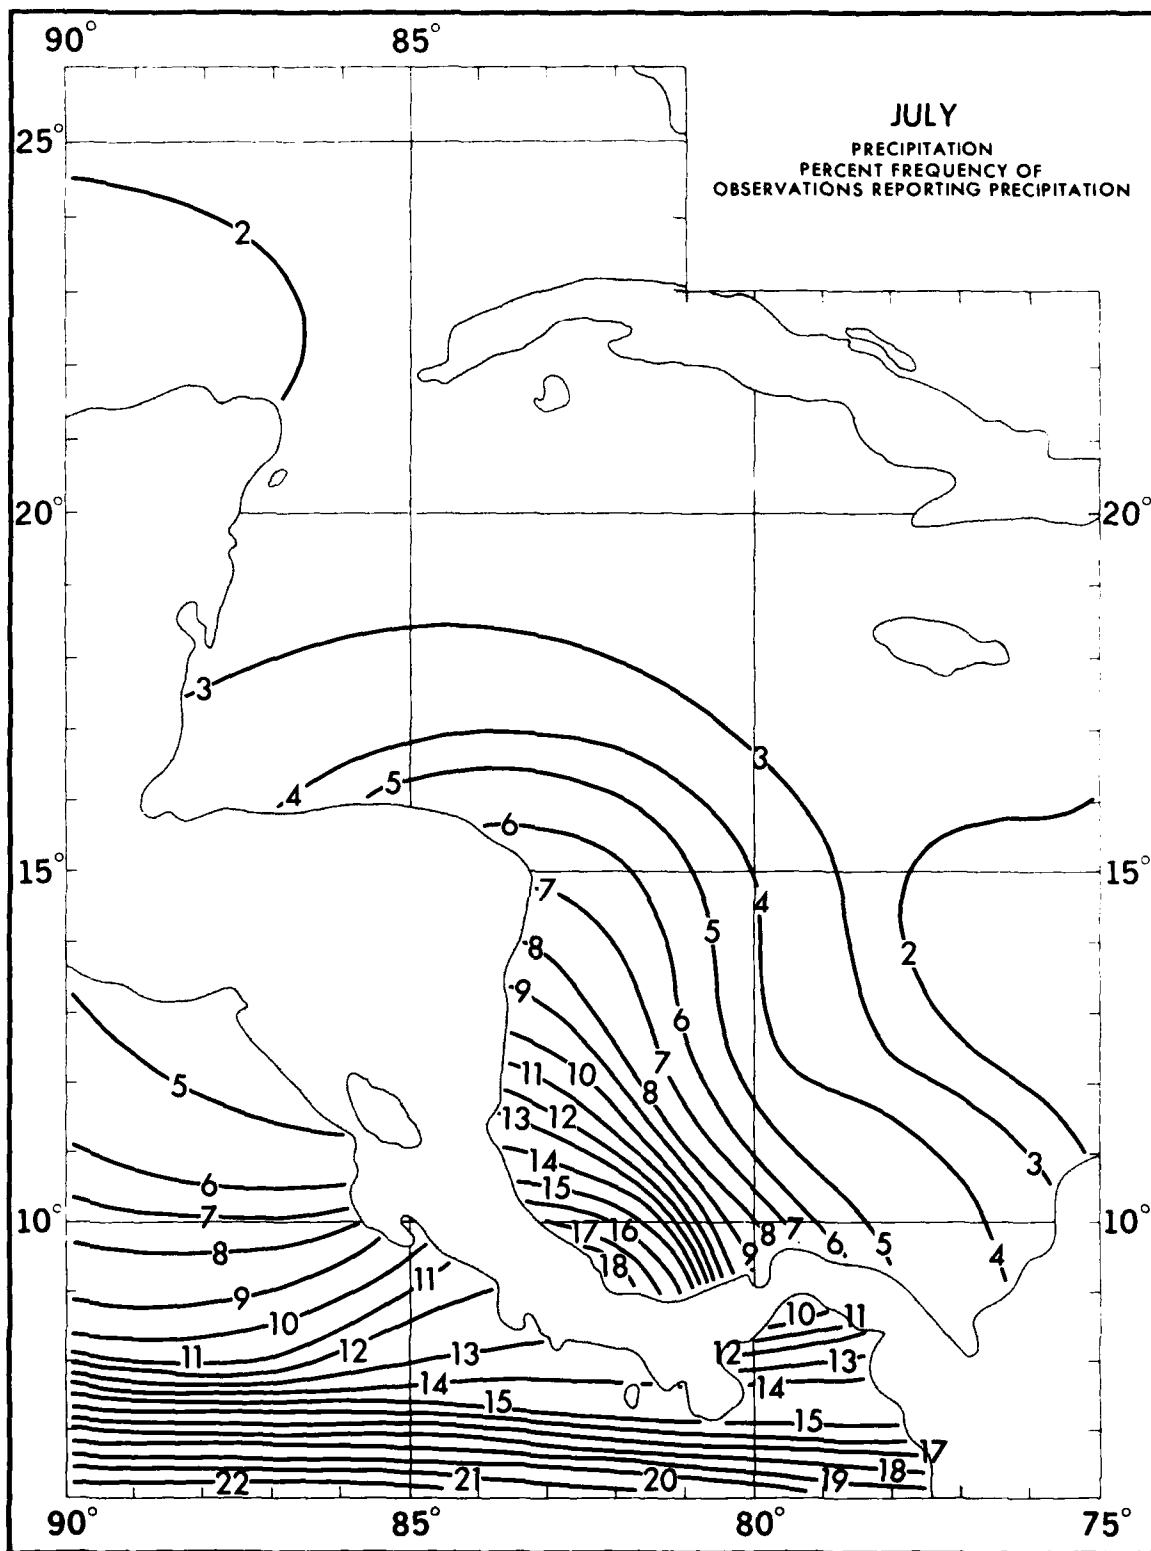 90° 85°
25°
JULY
PRECIPITATION
PERCENT FREQUENCY OF
OBSERVATIONS REPORTING PRECIPITATION
2
20° 20°
3
3
4 5
6
15° 15°
7
4
5
8 2
9
6
7
11 10
5 8
13 12
14 3
6 15
7 17 16
10° 8 7 6 5 10°
8 9 4
18
11
9
10 10 11
11 12 13 12 13
14 14
15 15
17
18
22 21 20 19
90° 85° 80° 75°